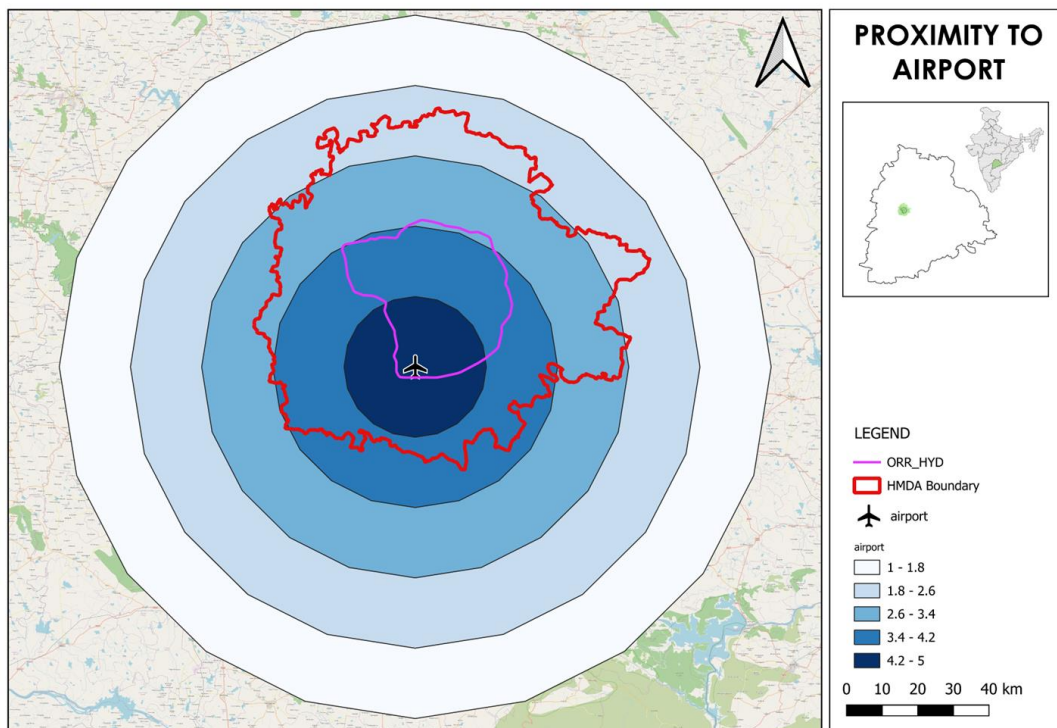 PROXIMITY TO
AIRPORT
LEGEND
ORR_HYD
HMDA Boundary
airport
airport
1 - 1.8
1.8 - 2.6
2.6 - 3.4
3.4 - 4.2
4.2 - 5
0 10 20 30 40 km